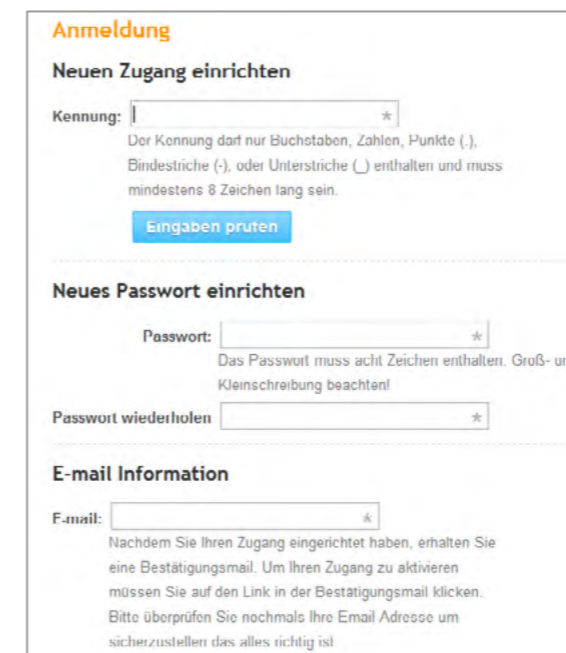 Anmeldung
Neuen Zugang einrichten
Kennung: *
Der Kennung darf nur Buchstaben, Zahlen, Punkte (.),
Bindestriche (-), oder Unterstriche (_) enthalten und muss
mindestens 8 Zeichen lang sein.
Eingaben prüfen
Neues Passwort einrichten
Passwort: *
Das Passwort muss acht Zeichen enthalten. Groß- un
Kleinschreibung beachten!
Passwort wiederholen *
E-mail Information
E-mail: *
Nachdem Sie Ihren Zugang eingerichtet haben, erhalten Sie
eine Bestätigungsmail. Um Ihren Zugang zu aktivieren
müssen Sie auf den Link in der Bestätigungsmail klicken.
Bitte überprüfen Sie nochmals Ihre Email Adresse um
sicherzustellen das alles richtig ist